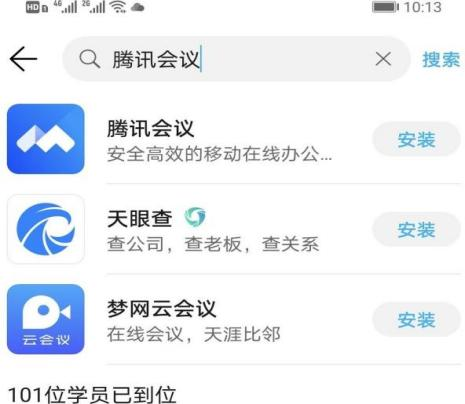 HD 4G 2G 10:13
腾讯会议 搜索
腾讯会议
安全高效的移动在线办公...
安装
天眼查
查公司，查老板，查关系
安装
云会议
梦网云会议
在线会议，天涯比邻
安装
101位学员已到位